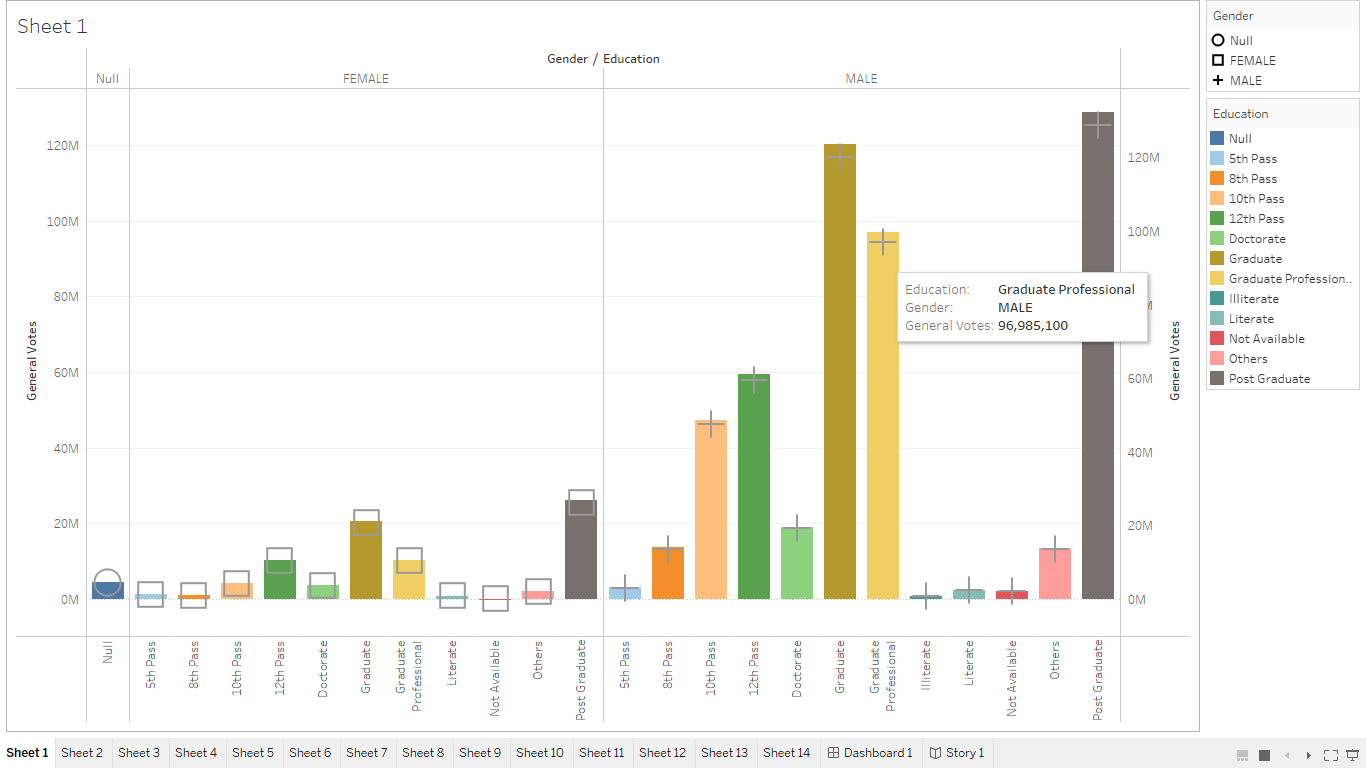 Sheet 1
Gender / Education
Null
FEMALE
MALE
General Votes
120M
100M
80M
60M
40M
20M
0M
120M
100M
M
60M
40M
20M
0M
General Votes
Null
5th Pass
8th Pass
10th Pass
12th Pass
Doctorate
Graduate
Graduate
Professional
Literate
Not Available
Others
Post Graduate
5th Pass
8th Pass
10th Pass
12th Pass
Doctorate
Graduate
Graduate
Professional
Illiterate
Literate
Not Available
Others
Post Graduate
Education: Graduate Professional
Gender: MALE
General Votes: 96,985,100
Gender
Null
FEMALE
MALE
Education
Null
5th Pass
8th Pass
10th Pass
12th Pass
Doctorate
Graduate
Graduate Profession..
Illiterate
Literate
Not Available
Others
Post Graduate
Sheet 1 Sheet 2 Sheet 3 Sheet 4 Sheet 5 Sheet 6 Sheet 7 Sheet 8 Sheet 9 Sheet 10 Sheet 11 Sheet 12 Sheet 13 Sheet 14 Dashboard 1 Story 1